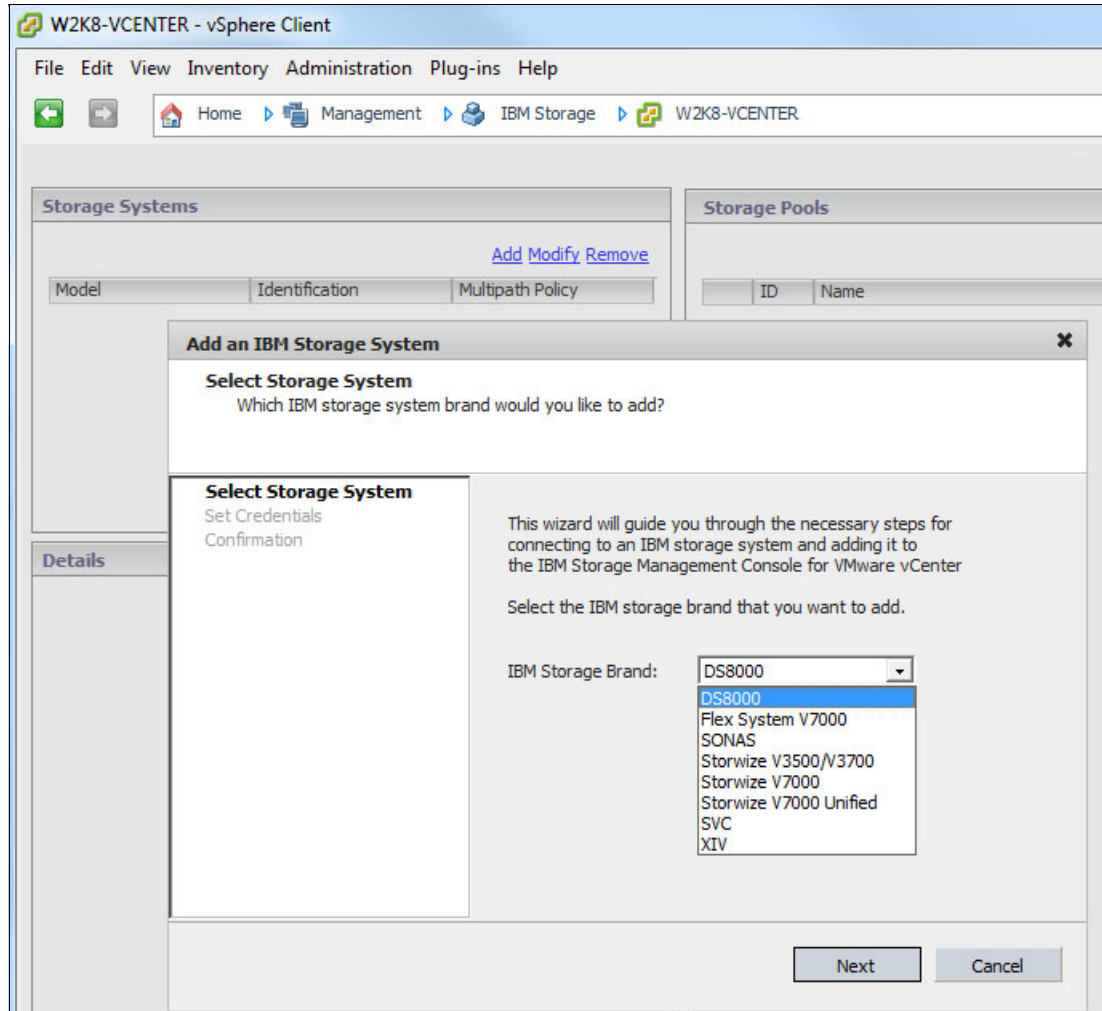 W2K8-VCENTER - vSphere Client
File Edit View Inventory Administration Plug-ins Help
Home Management IBM Storage W2K8-VCENTER
Storage Systems
Storage Pools
Add Modify Remove
Model Identification Multipath Policy
ID Name
Add an IBM Storage System
Select Storage System
Which IBM storage system brand would you like to add?
Select Storage System
Set Credentials
Confirmation
Details
This wizard will guide you through the necessary steps for
connecting to an IBM storage system and adding it to
the IBM Storage Management Console for VMware vCenter
Select the IBM storage brand that you want to add.
IBM Storage Brand: DS8000
DS8000
Flex System V7000
SONAS
Storwize V3500/V3700
Storwize V7000
Storwize V7000 Unified
SVC
XIV
Next Cancel